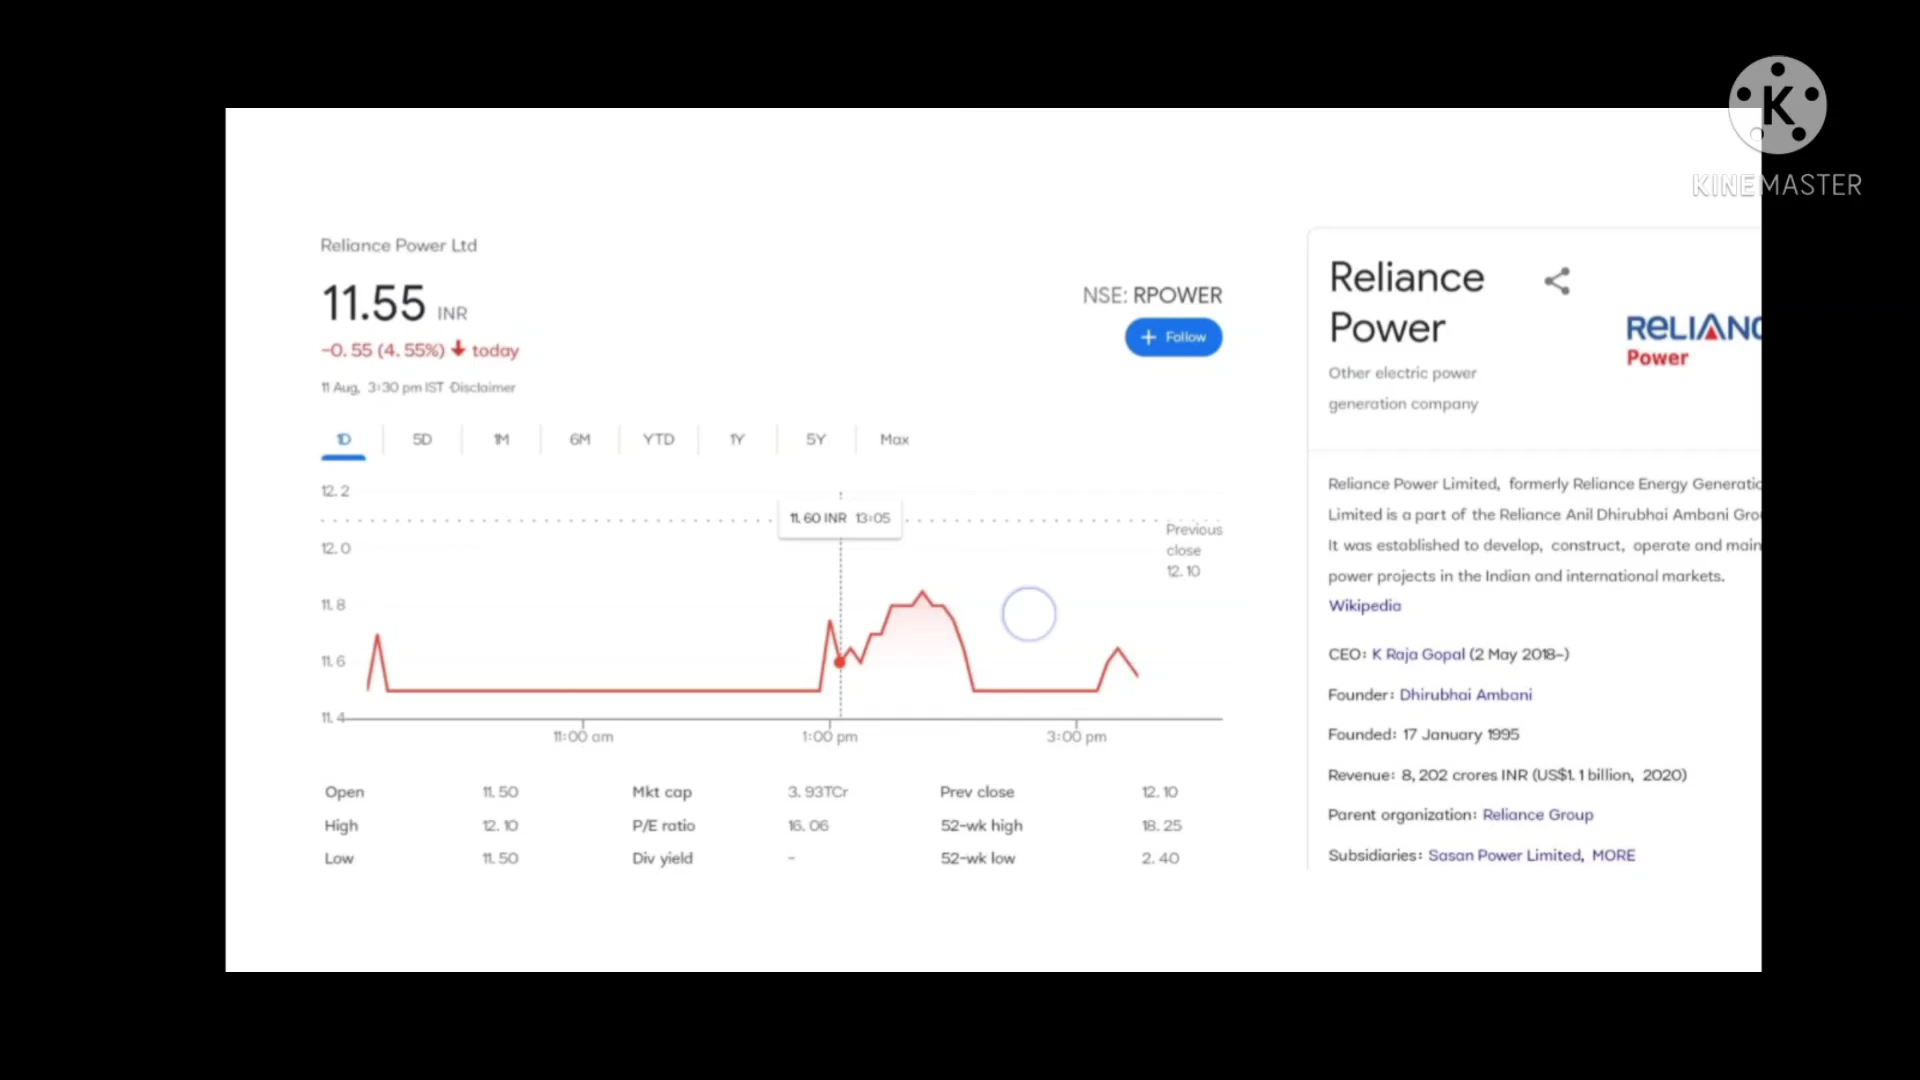 K
KINEMASTER
Reliance Power Ltd
11.55 INR
−0.55 (4.55%) ↓ today
11 Aug, 3:30 pm IST · Disclaimer
NSE: RPOWER
+ Follow
1D 5D 1M 6M YTD 1Y 5Y Max
12.2
11.60 INR 13:05
Previous
close
12.10
12.0
11.8
11.6
11.4
11:00 am 1:00 pm 3:00 pm
Open 11.50 Mkt cap 3.93TCr Prev close 12.10
High 12.10 P/E ratio 16.06 52-wk high 18.25
Low 11.50 Div yield - 52-wk low 2.40
Reliance
Power
RELIANC
Power
Other electric power
generation company
Reliance Power Limited, formerly Reliance Energy Generatio
Limited is a part of the Reliance Anil Dhirubhai Ambani Gro
It was established to develop, construct, operate and main
power projects in the Indian and international markets.
Wikipedia
CEO: K Raja Gopal (2 May 2018–)
Founder: Dhirubhai Ambani
Founded: 17 January 1995
Revenue: 8,202 crores INR (US$1.1 billion, 2020)
Parent organization: Reliance Group
Subsidiaries: Sasan Power Limited, MORE